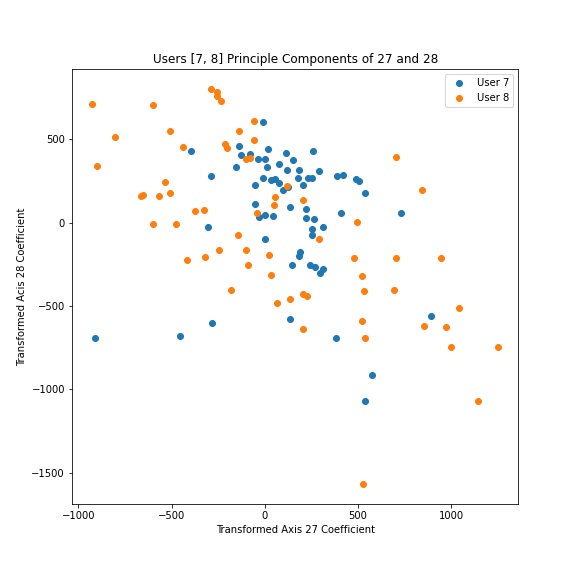 Users [7, 8] Principle Components of 27 and 28
User 7
User 8
Transformed Acis 28 Coefficient
500
0
−500
−1000
−1500
−1000
−500
0
500
1000
Transformed Axis 27 Coefficient